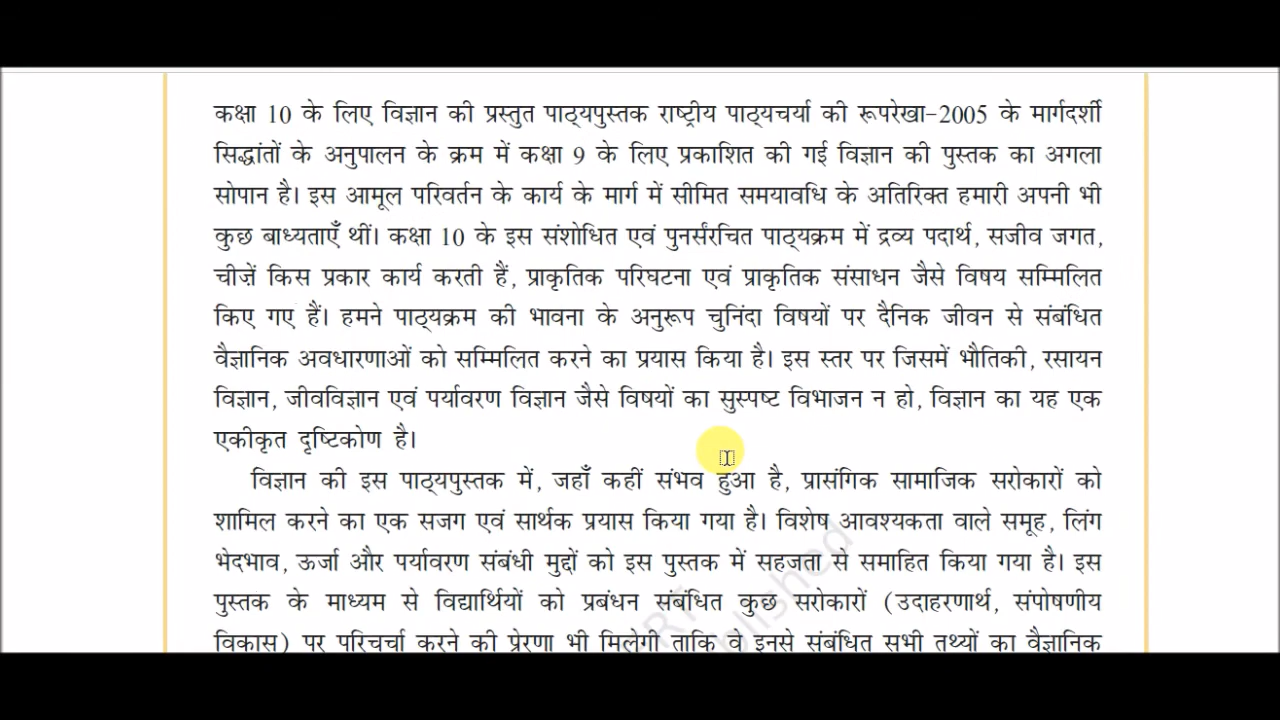 कक्षा 10 के लिए विज्ञान की प्रस्तुत पाठ्यपुस्तक राष्ट्रीय पाठ्यचर्या की रूपरेखा-2005 के मार्गदर्शी
सिद्धांतों के अनुपालन के क्रम में कक्षा 9 के लिए प्रकाशित की गई विज्ञान की पुस्तक का अगला
सोपान है। इस आमूल परिवर्तन के कार्य के मार्ग में सीमित समयावधि के अतिरिक्त हमारी अपनी भी
कुछ बाध्यताएँ थीं। कक्षा 10 के इस संशोधित एवं पुनर्संरचित पाठ्यक्रम में द्रव्य पदार्थ, सजीव जगत,
चीज़ें किस प्रकार कार्य करती हैं, प्राकृतिक परिघटना एवं प्राकृतिक संसाधन जैसे विषय सम्मिलित
किए गए हैं। हमने पाठ्यक्रम की भावना के अनुरूप चुनिंदा विषयों पर दैनिक जीवन से संबंधित
वैज्ञानिक अवधारणाओं को सम्मिलित करने का प्रयास किया है। इस स्तर पर जिसमें भौतिकी, रसायन
विज्ञान, जीवविज्ञान एवं पर्यावरण विज्ञान जैसे विषयों का सुस्पष्ट विभाजन न हो, विज्ञान का यह एक
एकीकृत दृष्टिकोण है।
विज्ञान की इस पाठ्यपुस्तक में, जहाँ कहीं संभव हुआ है, प्रासंगिक सामाजिक सरोकारों को
शामिल करने का एक सजग एवं सार्थक प्रयास किया गया है। विशेष आवश्यकता वाले समूह, लिंग
भेदभाव, ऊर्जा और पर्यावरण संबंधी मुद्दों को इस पुस्तक में सहजता से समाहित किया गया है। इस
पुस्तक के माध्यम से विद्यार्थियों को प्रबंधन संबंधित कुछ सरोकारों (उदाहरणार्थ, संपोषणीय
विकास) पर परिचर्चा करने की प्रेरणा भी मिलेगी ताकि वे इनसे संबंधित सभी तथ्यों का वैज्ञानिक